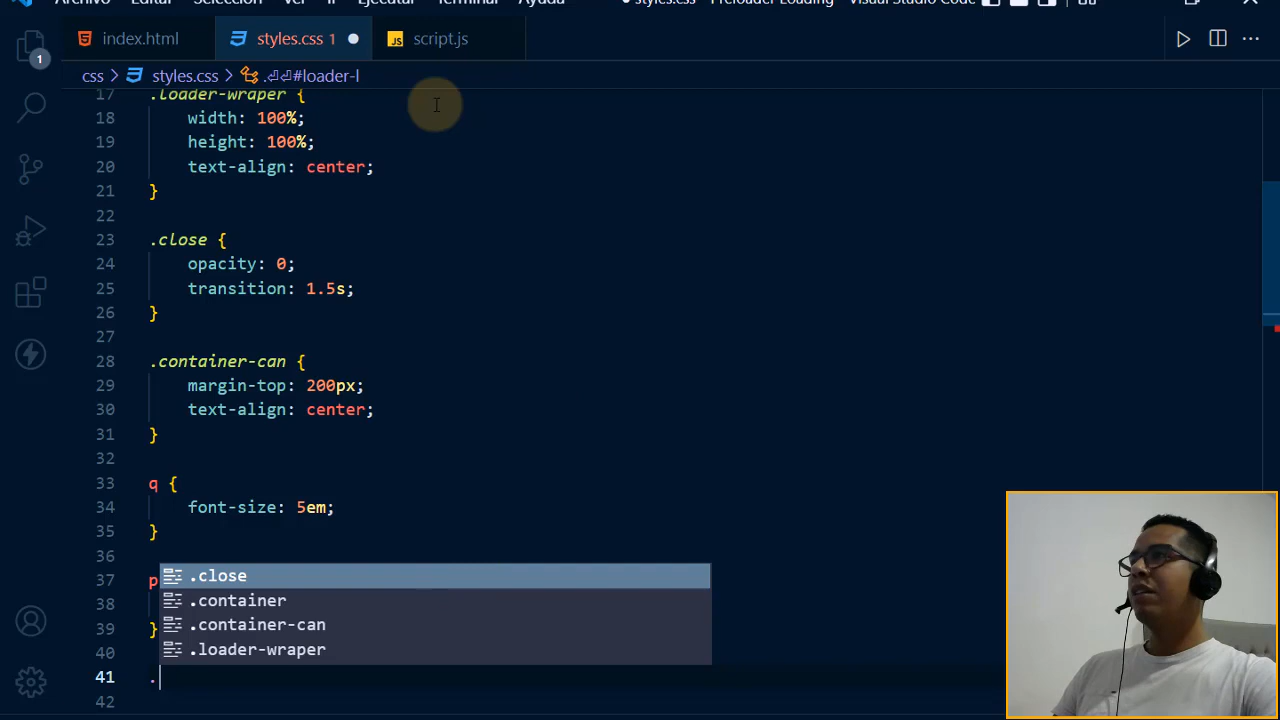 Archivo Editar Selección Ver Ir Ejecutar Terminal Ayuda ● styles.css - Preloader Loading - Visual Studio Code
index.html styles.css 1 ● JS script.js
1
css > styles.css > .⏎⏎#loader-l
17 .loader-wraper {
18 width: 100%;
19 height: 100%;
20 text-align: center;
21 }
22
23 .close {
24 opacity: 0;
25 transition: 1.5s;
26 }
27
28 .container-can {
29 margin-top: 200px;
30 text-align: center;
31 }
32
33 q {
34 font-size: 5em;
35 }
36
37 p
.close
38
.container
39 }
.container-can
40
.loader-wraper
41 .
42